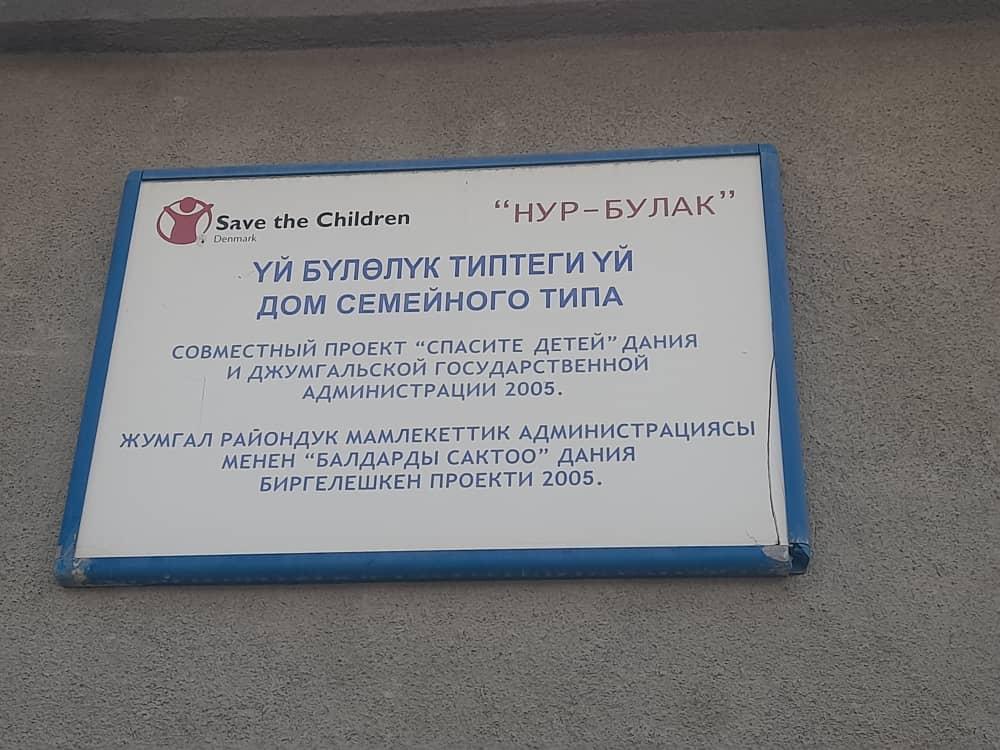 Save the Children
Denmark
“НУР-БУЛАК”
ҮЙ БҮЛӨЛҮК ТИПТЕГИ ҮЙ
ДОМ СЕМЕЙНОГО ТИПА
СОВМЕСТНЫЙ ПРОЕКТ “СПАСИТЕ ДЕТЕЙ” ДАНИЯ
И ДЖУМГАЛЬСКОЙ ГОСУДАРСТВЕННОЙ
АДМИНИСТРАЦИИ 2005.
ЖУМГАЛ РАЙОНДУК МАМЛЕКЕТТИК АДМИНИСТРАЦИЯСЫ
МЕНЕН “БАЛДАРДЫ САКТОО” ДАНИЯ
БИРГЕЛЕШКЕН ПРОЕКТИ 2005.